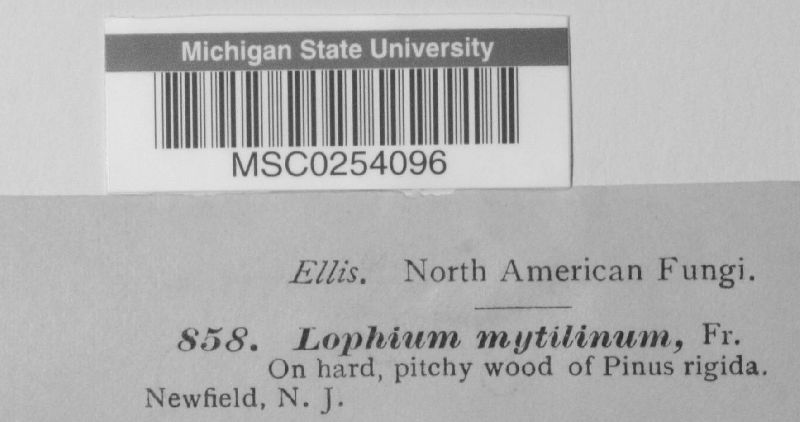 Michigan State University
MSC0254096
Ellis. North American Fungi.
858. Lophium mytilinum, Fr.
On hard, pitchy wood of Pinus rigida.
Newfield, N. J.